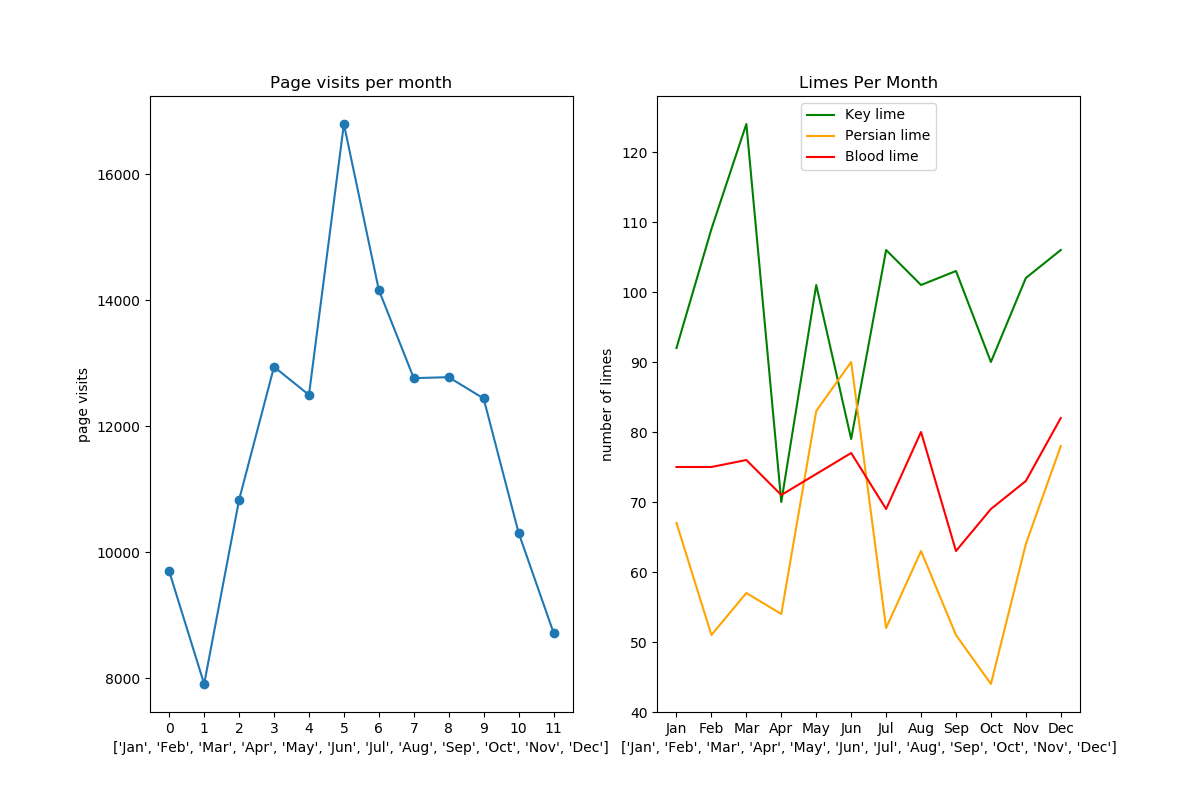 Page visits per month
page visits
16000
14000
12000
10000
8000
0 1 2 3 4 5 6 7 8 9 10 11
['Jan', 'Feb', 'Mar', 'Apr', 'May', 'Jun', 'Jul', 'Aug', 'Sep', 'Oct', 'Nov', 'Dec']
Limes Per Month
Key lime
Persian lime
Blood lime
number of limes
120
110
100
90
80
70
60
50
40
Jan Feb Mar Apr May Jun Jul Aug Sep Oct Nov Dec
['Jan', 'Feb', 'Mar', 'Apr', 'May', 'Jun', 'Jul', 'Aug', 'Sep', 'Oct', 'Nov', 'Dec']